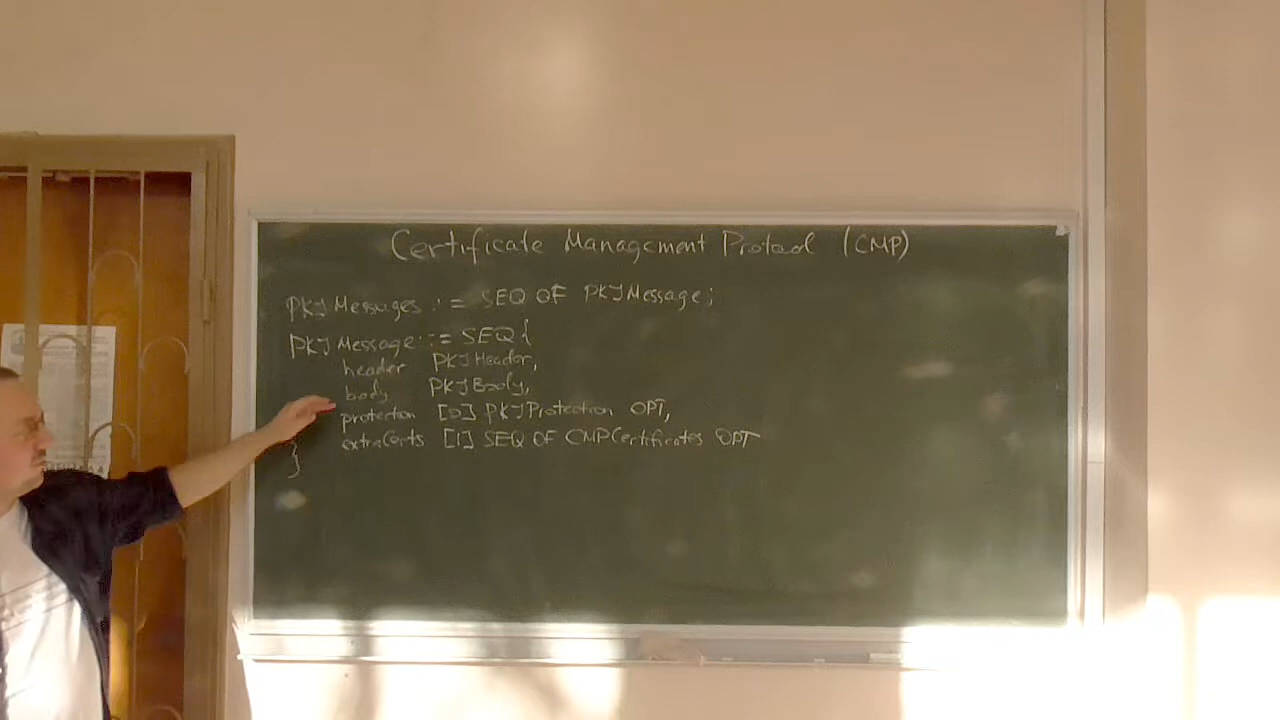 Certificate Management Protocol (CMP)
PKIMessages ::= SEQ OF PKIMessage;
PKIMessage ::= SEQ {
header PKIHeader,
body PKIBody,
protection [0] PKIProtection OPT,
extraCerts [1] SEQ OF CMPCertificates OPT
}